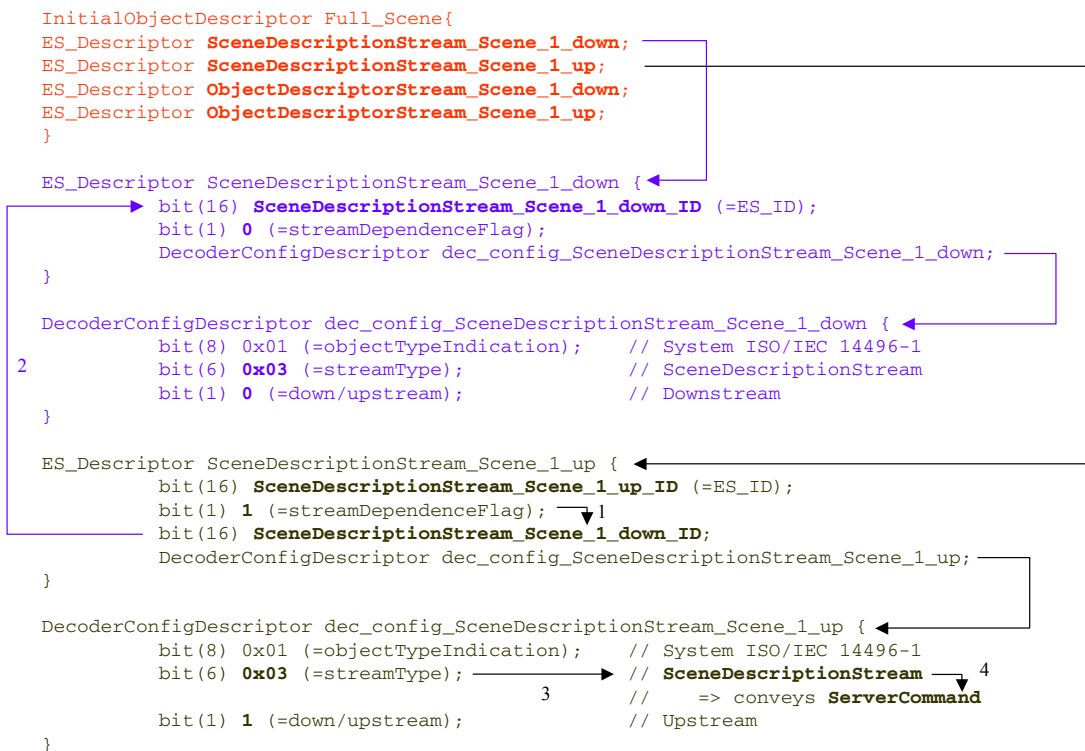 InitialObjectDescriptor Full_Scene{
ES_Descriptor SceneDescriptionStream_Scene_1_down;
ES_Descriptor SceneDescriptionStream_Scene_1_up;
ES_Descriptor ObjectDescriptorStream_Scene_1_down;
ES_Descriptor ObjectDescriptorStream_Scene_1_up;
}
ES_Descriptor SceneDescriptionStream_Scene_1_down {
bit(16) SceneDescriptionStream_Scene_1_down_ID (=ES_ID);
bit(1) 0 (=streamDependenceFlag);
DecoderConfigDescriptor dec_config_SceneDescriptionStream_Scene_1_down;
}
DecoderConfigDescriptor dec_config_SceneDescriptionStream_Scene_1_down {
bit(8) 0x01 (=objectTypeIndication); // System ISO/IEC 14496-1
2 bit(6) 0x03 (=streamType); // SceneDescriptionStream
bit(1) 0 (=down/upstream); // Downstream
}
ES_Descriptor SceneDescriptionStream_Scene_1_up {
bit(16) SceneDescriptionStream_Scene_1_up_ID (=ES_ID);
bit(1) 1 (=streamDependenceFlag); 1
bit(16) SceneDescriptionStream_Scene_1_down_ID;
DecoderConfigDescriptor dec_config_SceneDescriptionStream_Scene_1_up;
}
DecoderConfigDescriptor dec_config_SceneDescriptionStream_Scene_1_up {
bit(8) 0x01 (=objectTypeIndication); // System ISO/IEC 14496-1
bit(6) 0x03 (=streamType); // SceneDescriptionStream 4
3 // => conveys ServerCommand
bit(1) 1 (=down/upstream); // Upstream
}